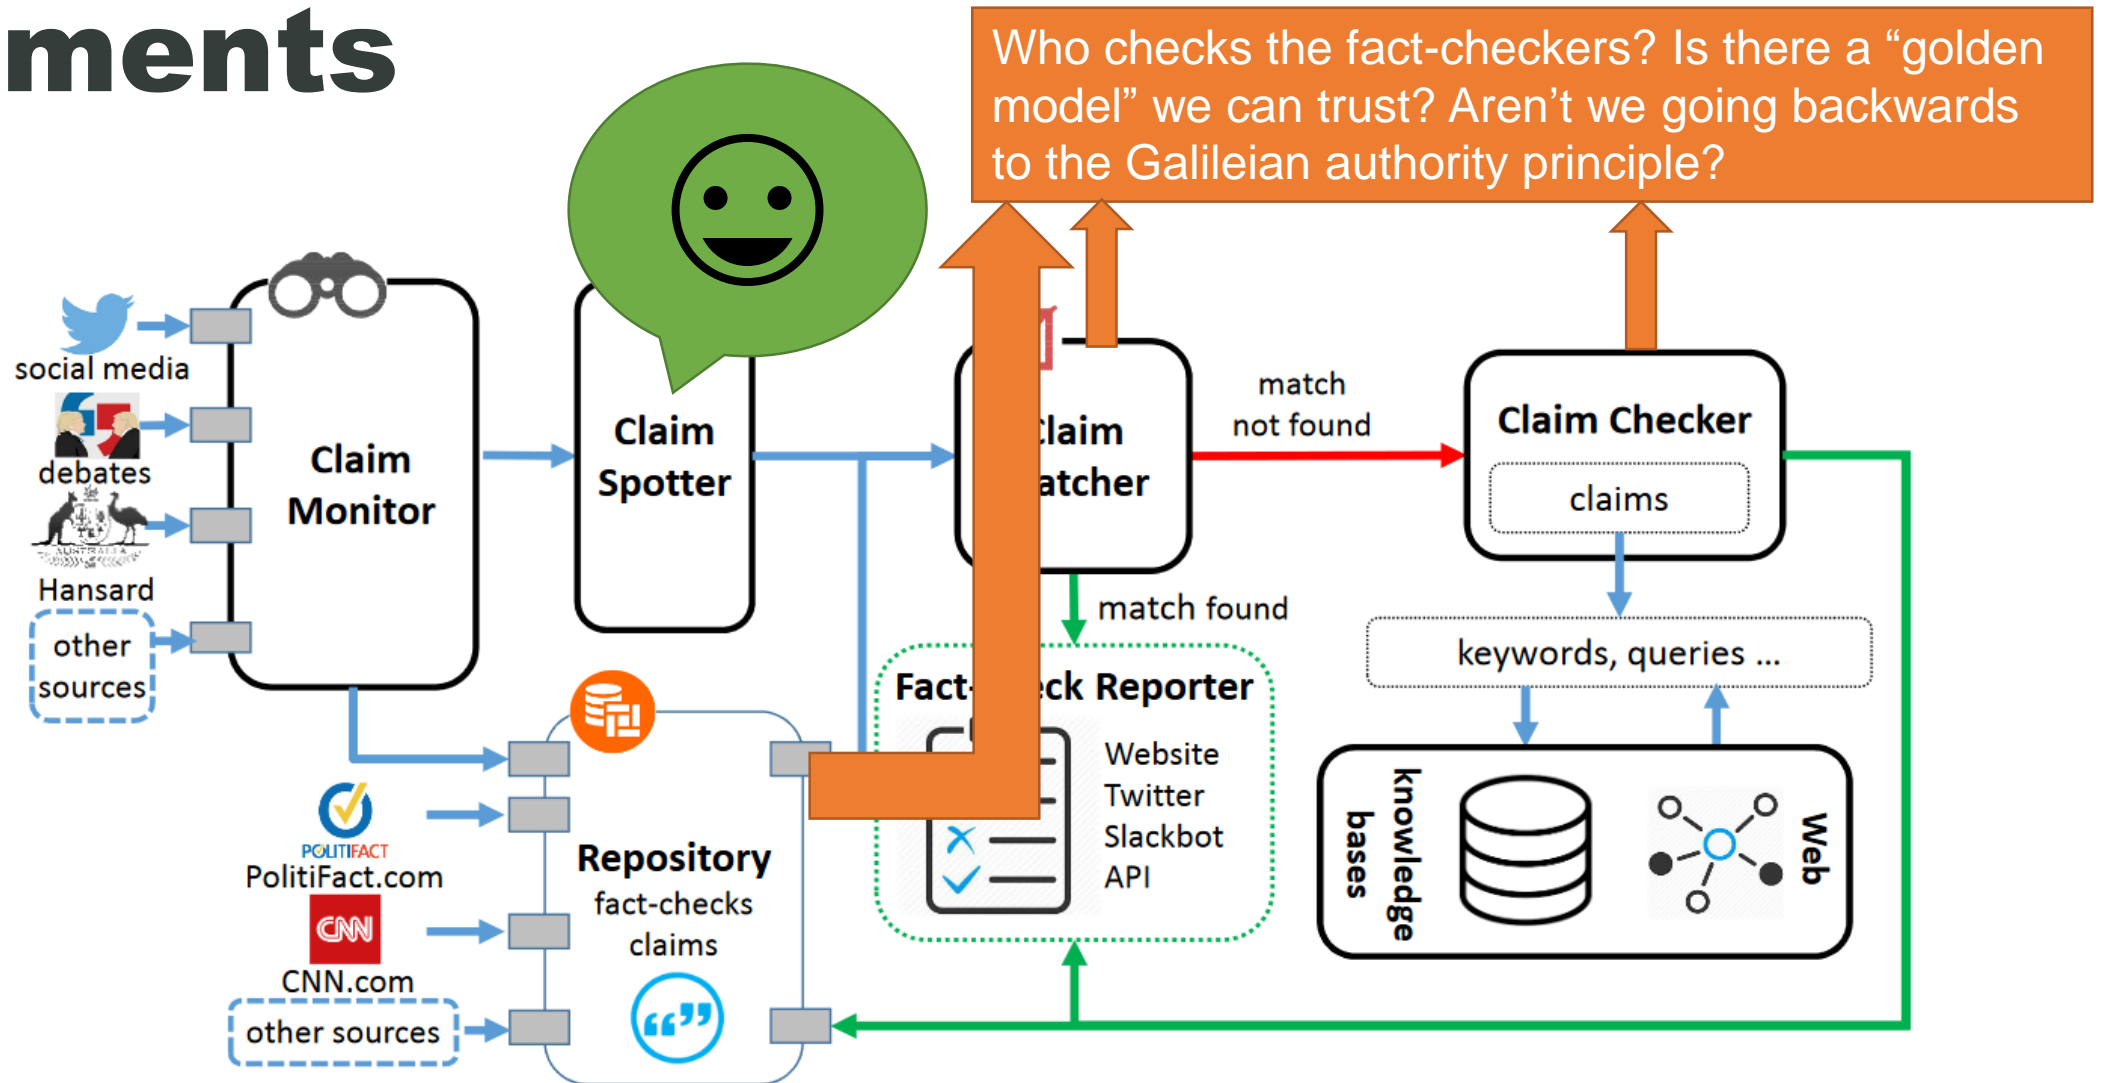 ments
Who checks the fact-checkers? Is there a “golden
model” we can trust? Aren’t we going backwards
to the Galileian authority principle?
social media
debates
AUSTRALIA
Hansard
other
sources
Claim
Monitor
Claim
Spotter
laim
atcher
match
not found
Claim Checker
claims
match found
keywords, queries ...
Fact-
ck Reporter
Website
Twitter
Slackbot
API
knowledge
bases
Web
POLITIFACT
PolitiFact.com
CNN
CNN.com
other sources
Repository
fact-checks
claims
“”